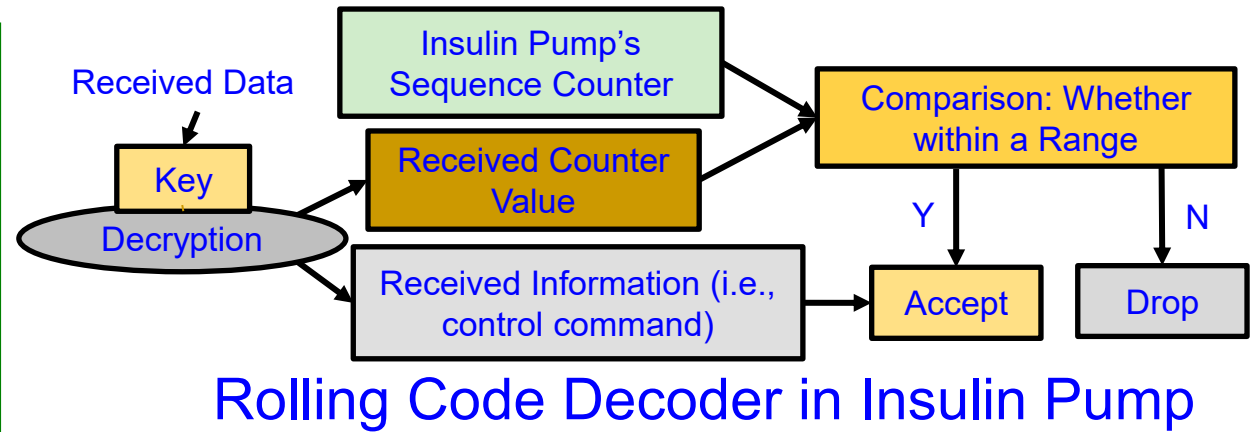 Received Data
Key
Decryption
Insulin Pump’s
Sequence Counter
Received Counter
Value
Received Information (i.e.,
control command)
Comparison: Whether
within a Range
Y
N
Accept
Drop
Rolling Code Decoder in Insulin Pump